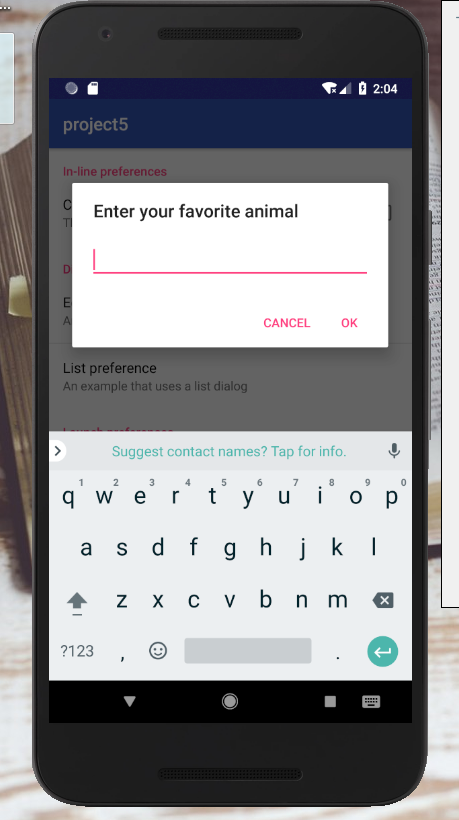 2:04
project5
In-line preferences
C
Enter your favorite animal
D
CANCEL OK
List preference
An example that uses a list dialog
Suggest contact names? Tap for info.
1 2 3 4 5 6 7 8 9 0
q w e r t y u i o p
a s d f g h j k l
z x c v b n m
?123 , .